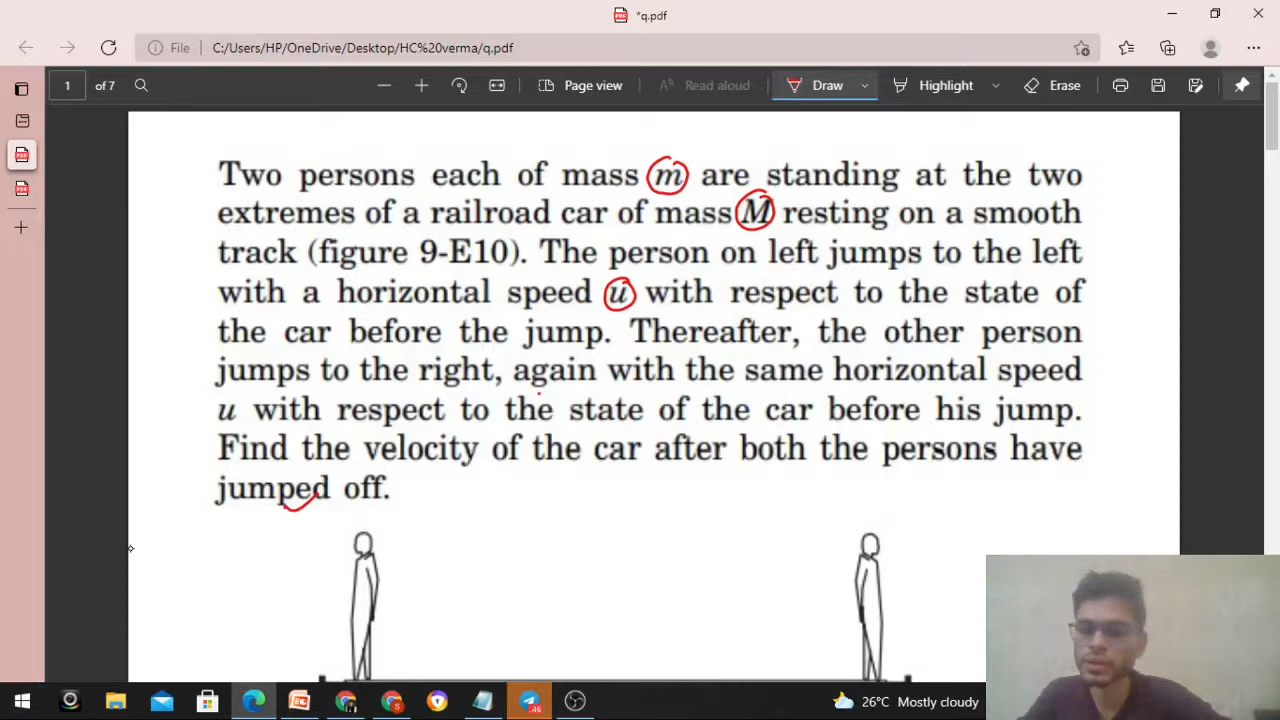 *q.pdf
File C:/Users/HP/OneDrive/Desktop/HC%20verma/q.pdf
1 of 7 Page view Read aloud Draw Highlight Erase
Two persons each of mass m are standing at the two
extremes of a railroad car of mass M resting on a smooth
track (figure 9-E10). The person on left jumps to the left
with a horizontal speed u with respect to the state of
the car before the jump. Thereafter, the other person
jumps to the right, again with the same horizontal speed
u with respect to the state of the car before his jump.
Find the velocity of the car after both the persons have
jumped off.
26°C Mostly cloudy